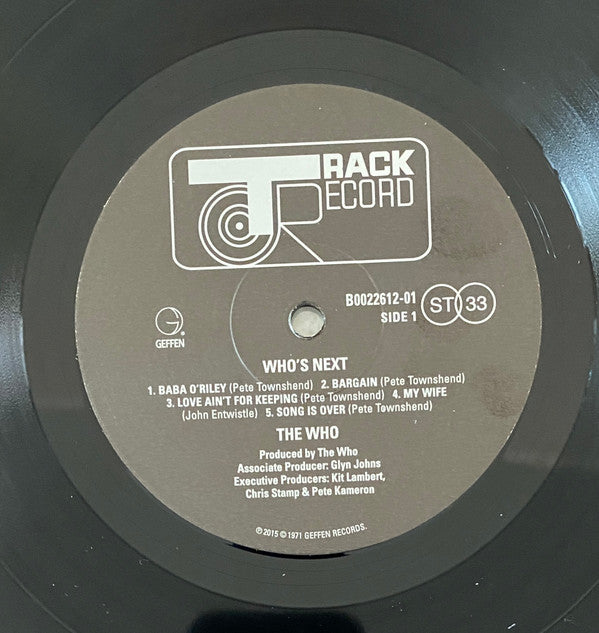 TRACK
RECORD
B0022612-01
SIDE 1
ST 33
GEFFEN
WHO'S NEXT
1. BABA O'RILEY (Pete Townshend) 2. BARGAIN (Pete Townshend)
3. LOVE AIN'T FOR KEEPING (Pete Townshend) 4. MY WIFE
(John Entwistle) 5. SONG IS OVER (Pete Townshend)
THE WHO
Produced by The Who
Associate Producer: Glyn Johns
Executive Producers: Kit Lambert,
Chris Stamp & Pete Kameron
℗ 2015 © 1971 GEFFEN RECORDS.